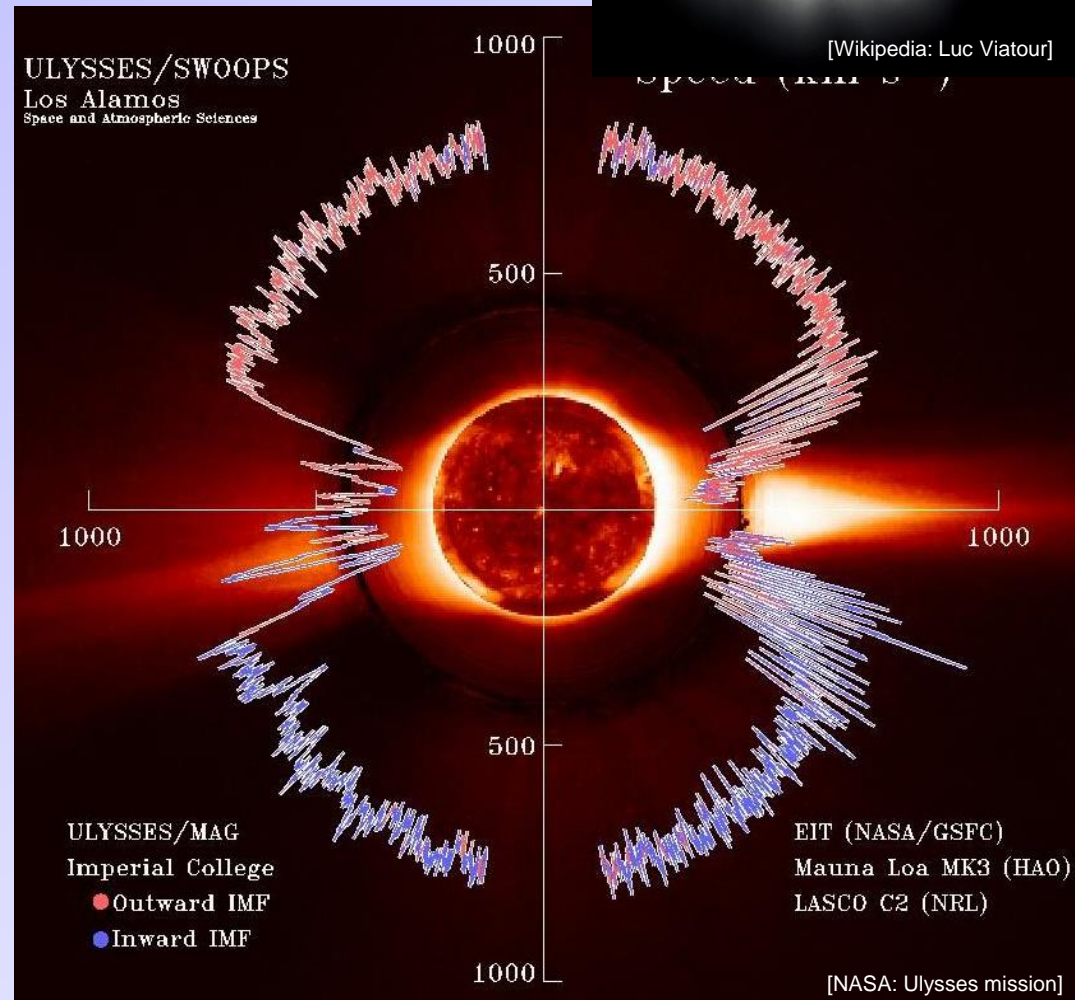 [Wikipedia: Luc Viatour]
ULYSSES/SWOOPS
Los Alamos
Space and Atmospheric Sciences
1000
500
1000
1000
500
1000
ULYSSES/MAG
Imperial College
Outward IMF
Inward IMF
EIT (NASA/GSFC)
Mauna Loa MK3 (HAO)
LASCO C2 (NRL)
[NASA: Ulysses mission]